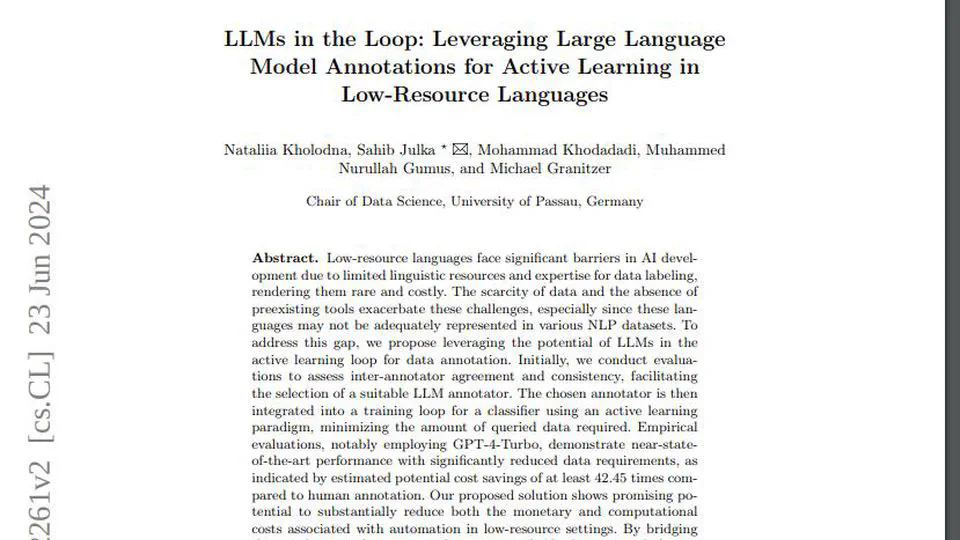 LLMs in the Loop: Leveraging Large Language
Model Annotations for Active Learning in
Low-Resource Languages
Nataliia Kholodna, Sahib Julka * ✉, Mohammad Khodadadi, Muhammed
Nurullah Gumus, and Michael Granitzer
Chair of Data Science, University of Passau, Germany
Abstract. Low-resource languages face significant barriers in AI devel-
opment due to limited linguistic resources and expertise for data labeling,
rendering them rare and costly. The scarcity of data and the absence of
preexisting tools exacerbate these challenges, especially since these lan-
guages may not be adequately represented in various NLP datasets. To
address this gap, we propose leveraging the potential of LLMs in the
active learning loop for data annotation. Initially, we conduct evalua-
tions to assess inter-annotator agreement and consistency, facilitating
the selection of a suitable LLM annotator. The chosen annotator is then
integrated into a training loop for a classifier using an active learning
paradigm, minimizing the amount of queried data required. Empirical
evaluations, notably employing GPT-4-Turbo, demonstrate near-state-
of-the-art performance with significantly reduced data requirements, as
indicated by estimated potential cost savings of at least 42.45 times com-
pared to human annotation. Our proposed solution shows promising po-
tential to substantially reduce both the monetary and computational
costs associated with automation in low-resource settings. By bridging
2261v2 [cs.CL] 23 Jun 2024